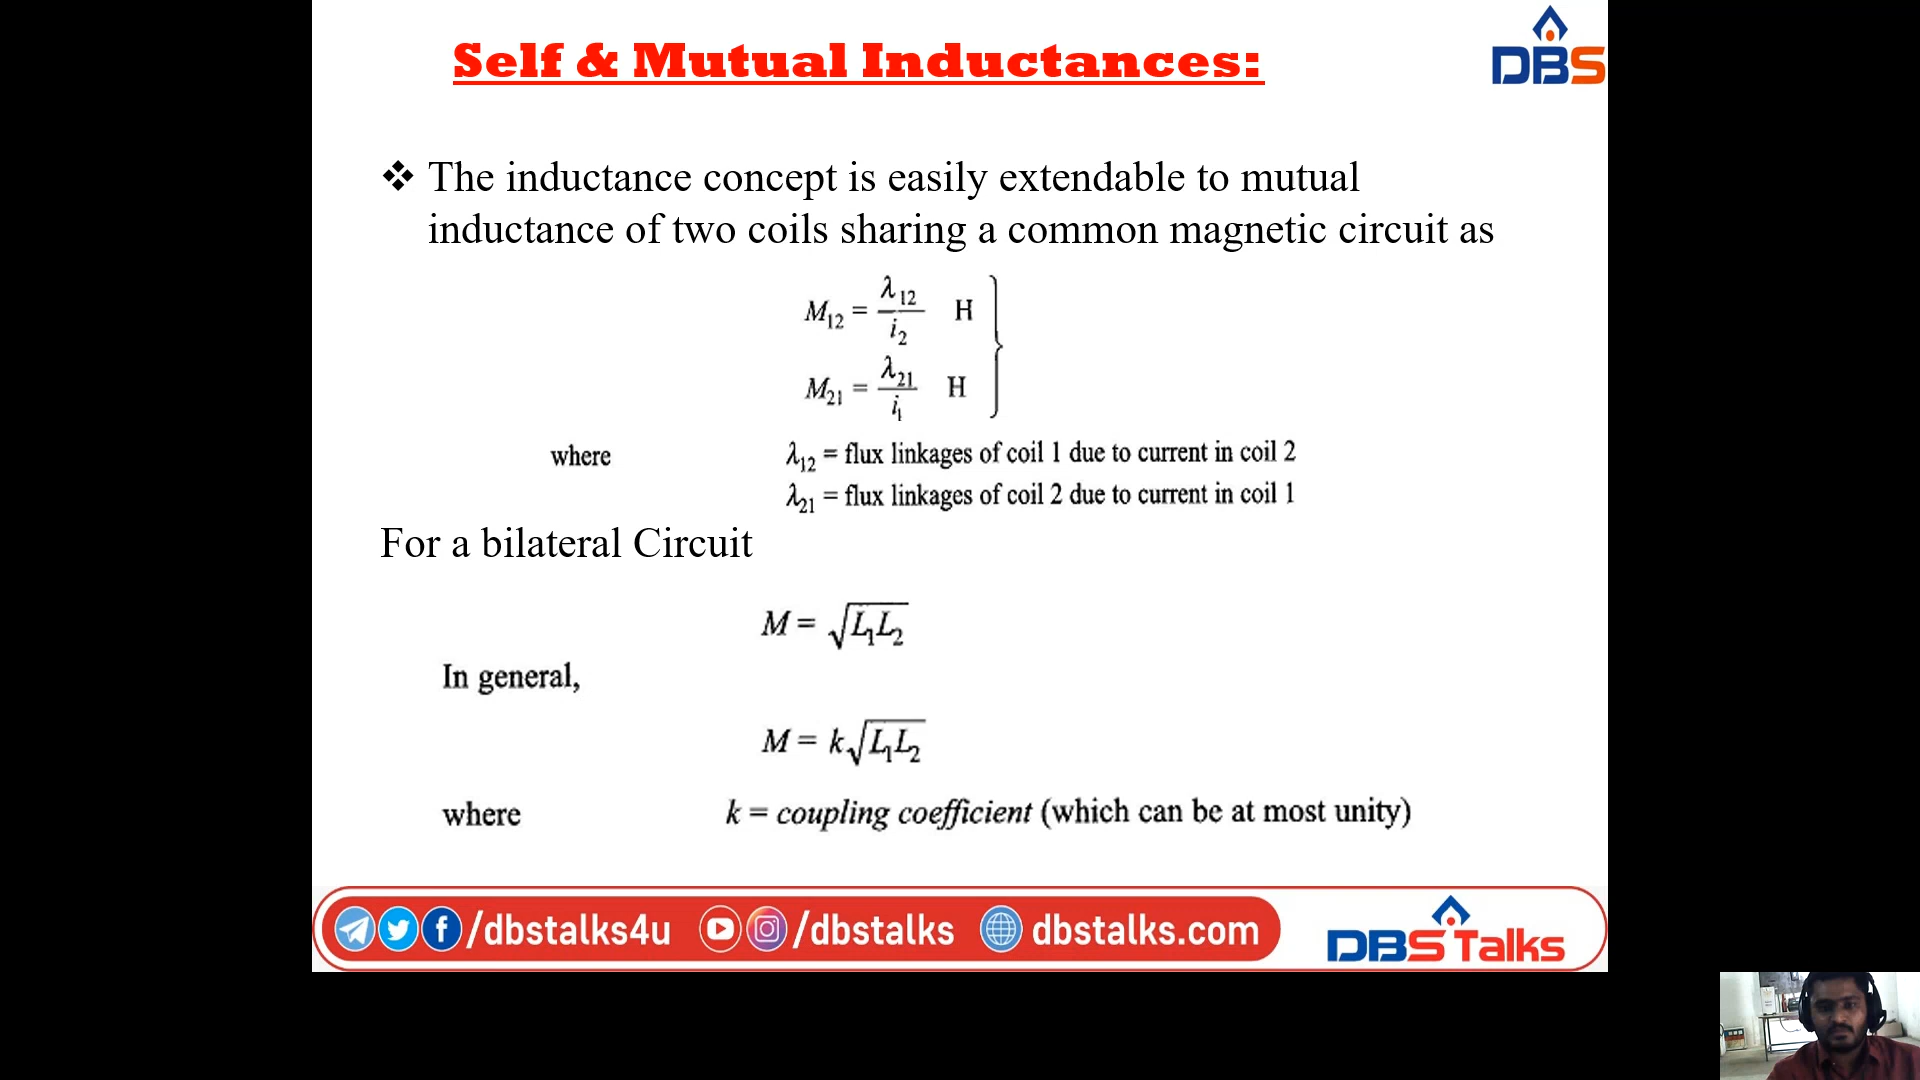 Self & Mutual Inductances:
DBS
❖ The inductance concept is easily extendable to mutual
inductance of two coils sharing a common magnetic circuit as
M₁₂ = λ₁₂ / i₂ H
M₂₁ = λ₂₁ / i₁ H
where λ₁₂ = flux linkages of coil 1 due to current in coil 2
λ₂₁ = flux linkages of coil 2 due to current in coil 1
For a bilateral Circuit
M = √L₁L₂
In general,
M = k√L₁L₂
where k = coupling coefficient (which can be at most unity)
/dbstalks4u /dbstalks dbstalks.com DBS Talks